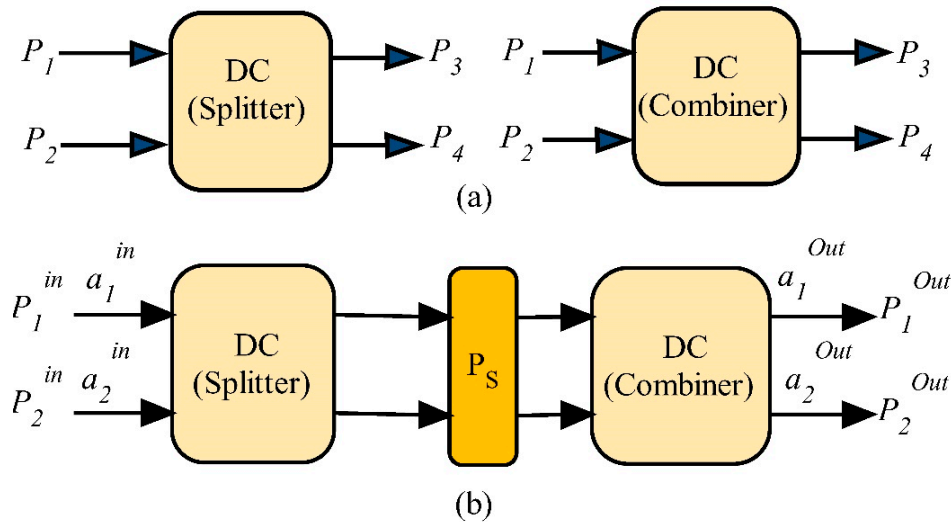 P1 DC (Splitter) P3
P2 P4
P1 DC (Combiner) P3
P2 P4
(a)
P1^in a1^in DC (Splitter) PS DC (Combiner) a1^Out P1^Out
P2^in a2^in a2^Out P2^Out
(b)